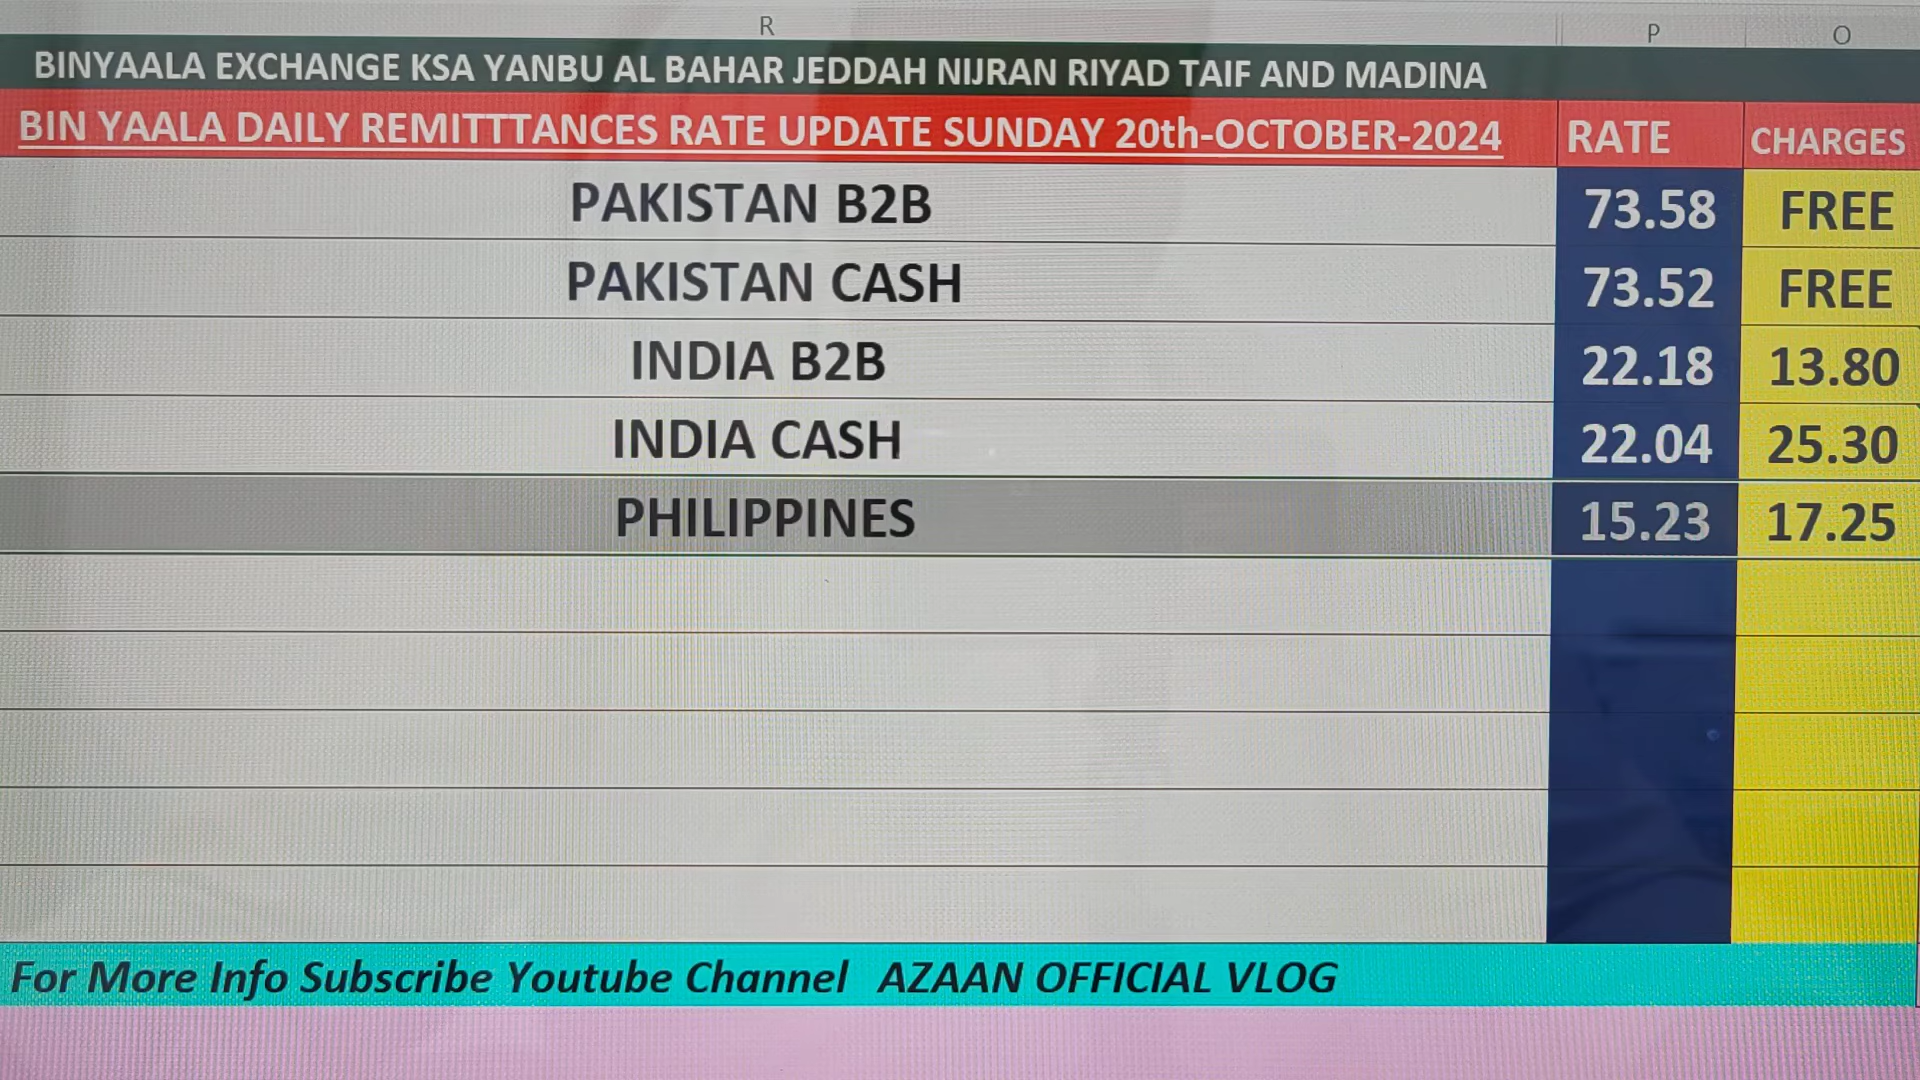 R P O
BINYAALA EXCHANGE KSA YANBU AL BAHAR JEDDAH NIJRAN RIYAD TAIF AND MADINA
BIN YAALA DAILY REMITTTANCES RATE UPDATE SUNDAY 20th-OCTOBER-2024 RATE CHARGES
PAKISTAN B2B 73.58 FREE
PAKISTAN CASH 73.52 FREE
INDIA B2B 22.18 13.80
INDIA CASH 22.04 25.30
PHILIPPINES 15.23 17.25
For More Info Subscribe Youtube Channel AZAAN OFFICIAL VLOG